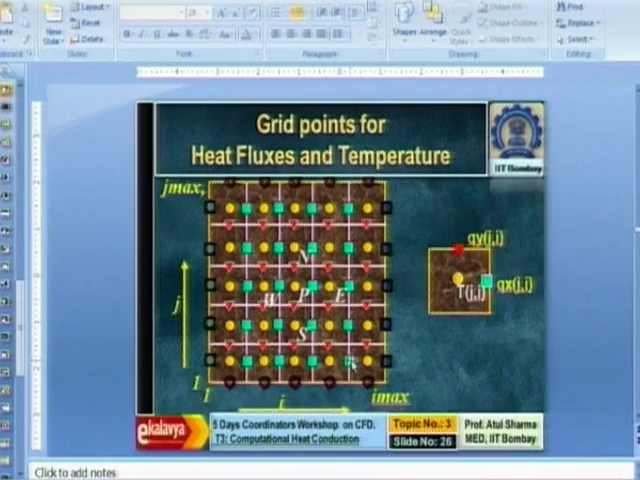 Shapes Arrange
New
Slide
Layout
Reset
Delete
Slides
Font
Paragraph
Drawing
Shape Fill
Shape Outline
Shape Effects
Quick
Styles
Find
Replace
Select
Editing
Grid points for
Heat Fluxes and Temperature
IIT Bombay
jmax,
N
W P E
S
j
1
1
i
imax
qy(j,i)
T(j,i)
qx(j,i)
ekalavya
5 Days Coordinators Workshop on CFD.
T3: Computational Heat Conduction
Topic No.: 3
Slide No: 26
Prof. Atul Sharma
MED, IIT Bombay
Click to add notes